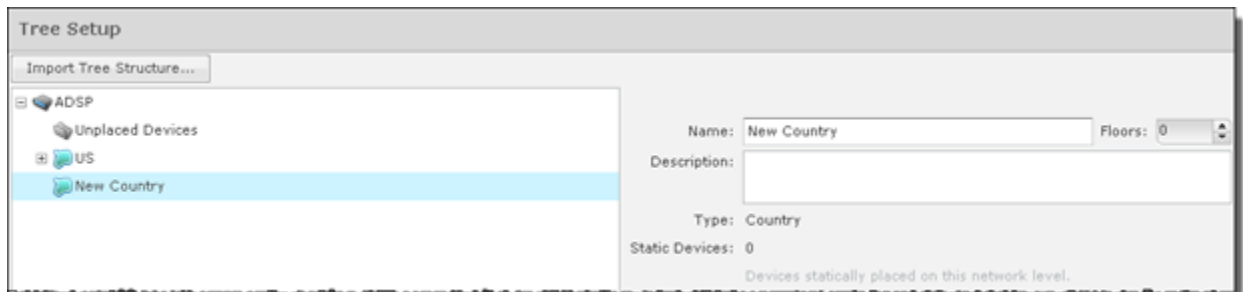 Tree Setup
Import Tree Structure...
ADSP
Unplaced Devices
US
New Country
Name: New Country Floors: 0
Description:
Type: Country
Static Devices: 0
Devices statically placed on this network level.